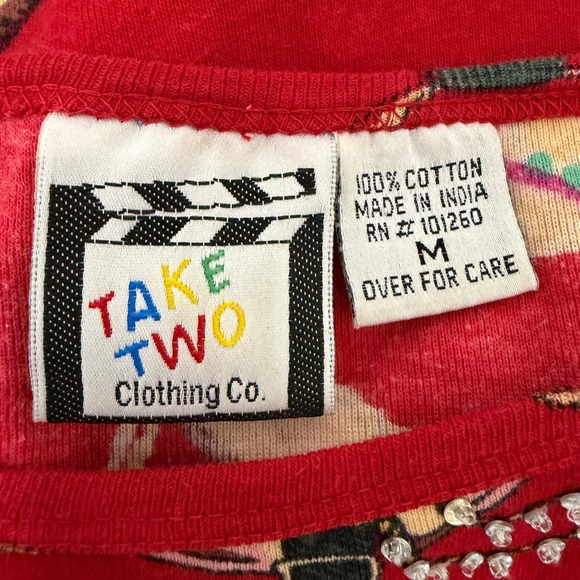 TAKE
TWO
Clothing Co.
100% COTTON
MADE IN INDIA
RN # 101260
M
OVER FOR CARE